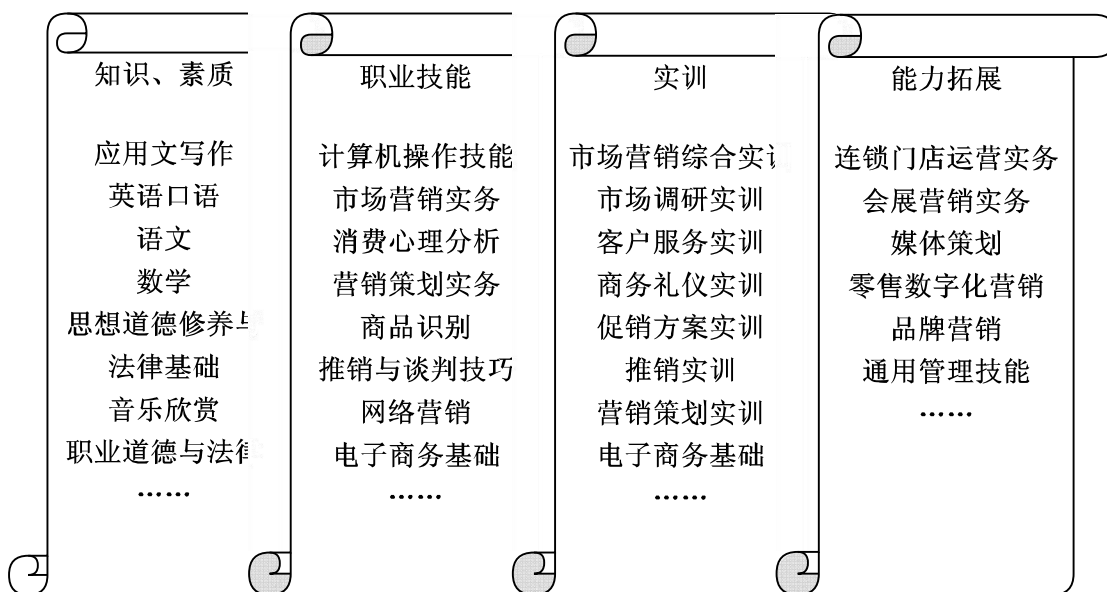 知识、素质
应用文写作
英语口语
语文
数学
思想道德修养与
法律基础
音乐欣赏
职业道德与法律
……
职业技能
计算机操作技能
市场营销实务
消费心理分析
营销策划实务
商品识别
推销与谈判技巧
网络营销
电子商务基础
……
实训
市场营销综合实训
市场调研实训
客户服务实训
商务礼仪实训
促销方案实训
推销实训
营销策划实训
电子商务基础
……
能力拓展
连锁门店运营实务
会展营销实务
媒体策划
零售数字化营销
品牌营销
通用管理技能
……